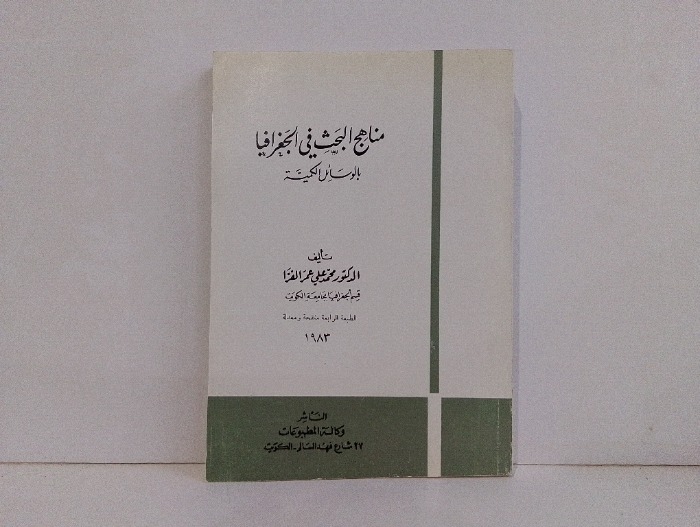 مناهج البحث في الجغرافيا
بالوسائل الكمية
تأليف
الدكتور محمد علي عمر الفرا
قسم الجغرافيا بجامعة الكويت
الطبعة الرابعة منقحة ومعدلة
١٩٨٣
الناشر
وكالة المطبوعات
٢٧ شارع فهد السالم - الكويت